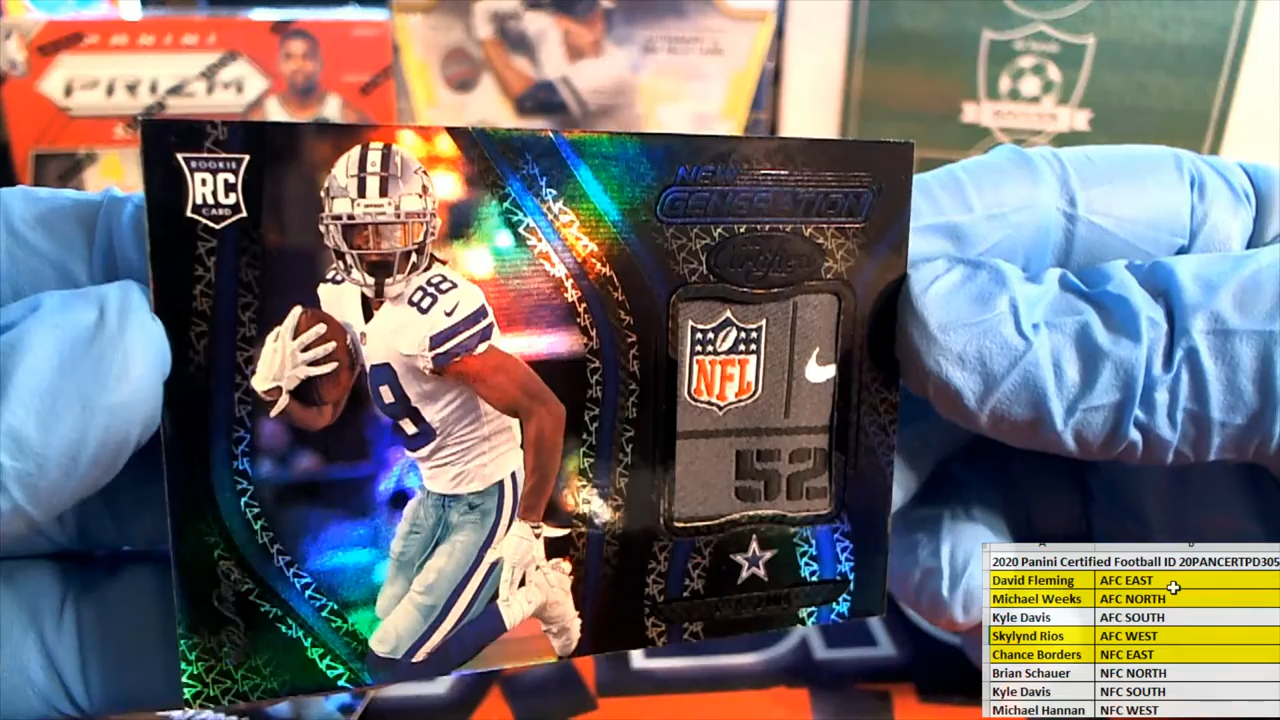 PANINI
PRIZM
ROOKIE
RC
CARD
NEW
GENERATION
Certified
88
8
NFL
52
A
B
2020 Panini Certified Football ID 20PANCERTPD305
David Fleming AFC EAST
Michael Weeks AFC NORTH
Kyle Davis AFC SOUTH
Skylynd Rios AFC WEST
Chance Borders NFC EAST
Brian Schauer NFC NORTH
Kyle Davis NFC SOUTH
Michael Hannan NFC WEST